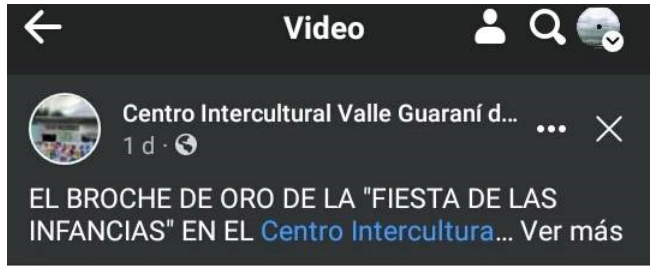 Video
Centro Intercultural Valle Guaraní d...
1 d ·
EL BROCHE DE ORO DE LA "FIESTA DE LAS
INFANCIAS" EN EL Centro Intercultura... Ver más